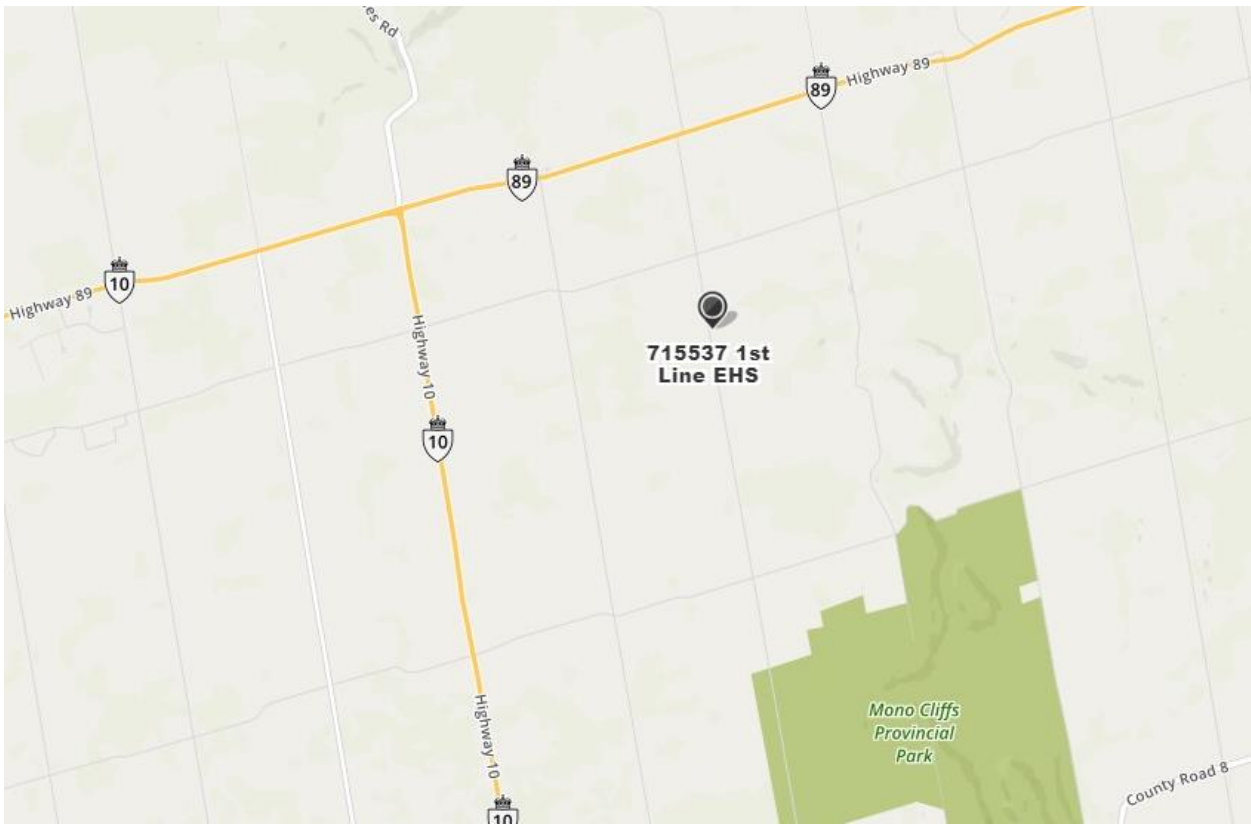 es Rd
89
Highway 89
89
10
Highway 89
715537 1st
Line EHS
Highway 10
10
Highway 10
10
Mono Cliffs
Provincial
Park
County Road 8